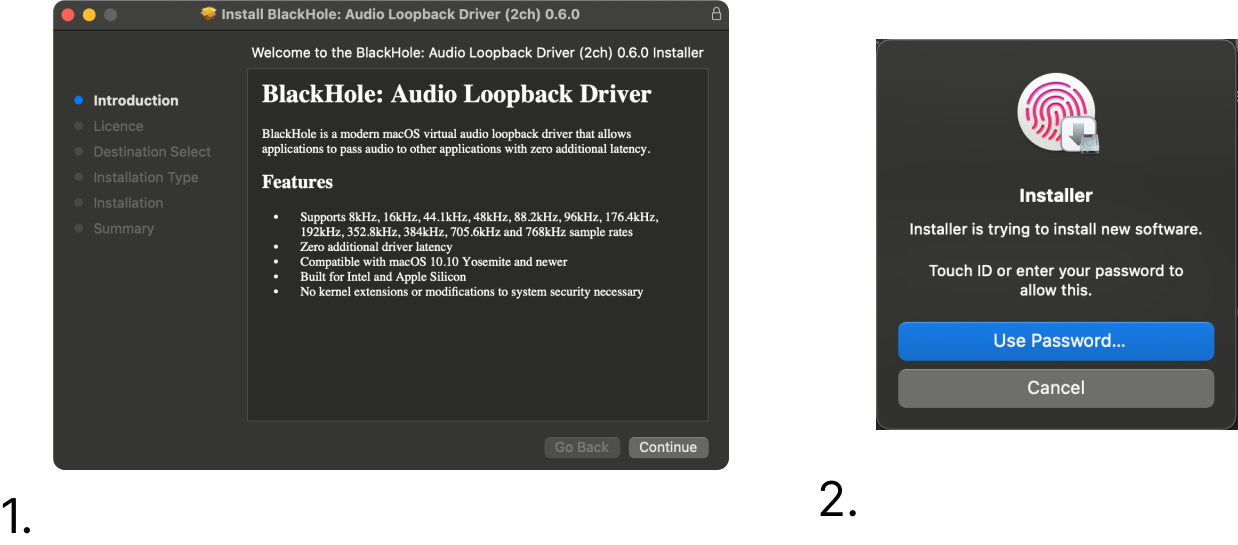 Install BlackHole: Audio Loopback Driver (2ch) 0.6.0
Welcome to the BlackHole: Audio Loopback Driver (2ch) 0.6.0 Installer
Introduction
Licence
Destination Select
Installation Type
Installation
Summary
BlackHole: Audio Loopback Driver
BlackHole is a modern macOS virtual audio loopback driver that allows
applications to pass audio to other applications with zero additional latency.
Features
• Supports 8kHz, 16kHz, 44.1kHz, 48kHz, 88.2kHz, 96kHz, 176.4kHz,
192kHz, 352.8kHz, 384kHz, 705.6kHz and 768kHz sample rates
• Zero additional driver latency
• Compatible with macOS 10.10 Yosemite and newer
• Built for Intel and Apple Silicon
• No kernel extensions or modifications to system security necessary
Go Back
Continue
1.
Installer
Installer is trying to install new software.
Touch ID or enter your password to
allow this.
Use Password...
Cancel
2.